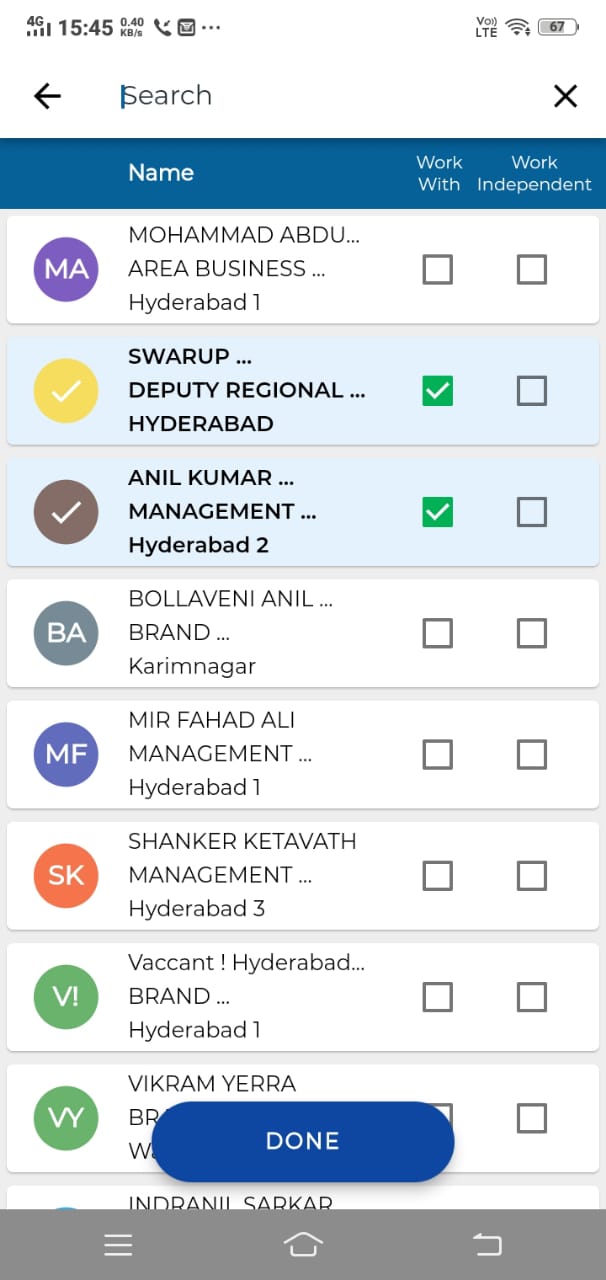 4G 15:45 0.40 KB/s ... Vo) LTE 67
Search
Name Work With Work Independent
MA MOHAMMAD ABDU...
AREA BUSINESS ...
Hyderabad 1
SWARUP ...
DEPUTY REGIONAL ...
HYDERABAD
ANIL KUMAR ...
MANAGEMENT ...
Hyderabad 2
BA BOLLAVENI ANIL ...
BRAND ...
Karimnagar
MF MIR FAHAD ALI
MANAGEMENT ...
Hyderabad 1
SK SHANKER KETAVATH
MANAGEMENT ...
Hyderabad 3
V! Vaccant ! Hyderabad...
BRAND ...
Hyderabad 1
VY VIKRAM YERRA
DONE
INDRANIL SARKAR